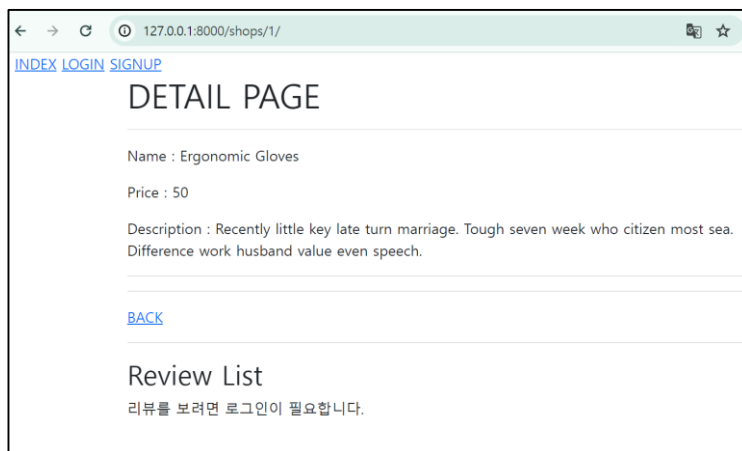 127.0.0.1:8000/shops/1/
INDEX LOGIN SIGNUP
DETAIL PAGE
Name : Ergonomic Gloves
Price : 50
Description : Recently little key late turn marriage. Tough seven week who citizen most sea.
Difference work husband value even speech.
BACK
Review List
리뷰를 보려면 로그인이 필요합니다.